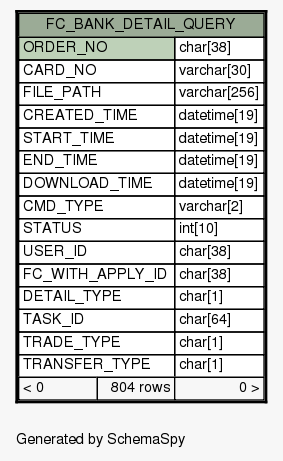 FC_BANK_DETAIL_QUERY
ORDER_NO char[38]
CARD_NO varchar[30]
FILE_PATH varchar[256]
CREATED_TIME datetime[19]
START_TIME datetime[19]
END_TIME datetime[19]
DOWNLOAD_TIME datetime[19]
CMD_TYPE varchar[2]
STATUS int[10]
USER_ID char[38]
FC_WITH_APPLY_ID char[38]
DETAIL_TYPE char[1]
TASK_ID char[64]
TRADE_TYPE char[1]
TRANSFER_TYPE char[1]
< 0 804 rows 0 >
Generated by SchemaSpy